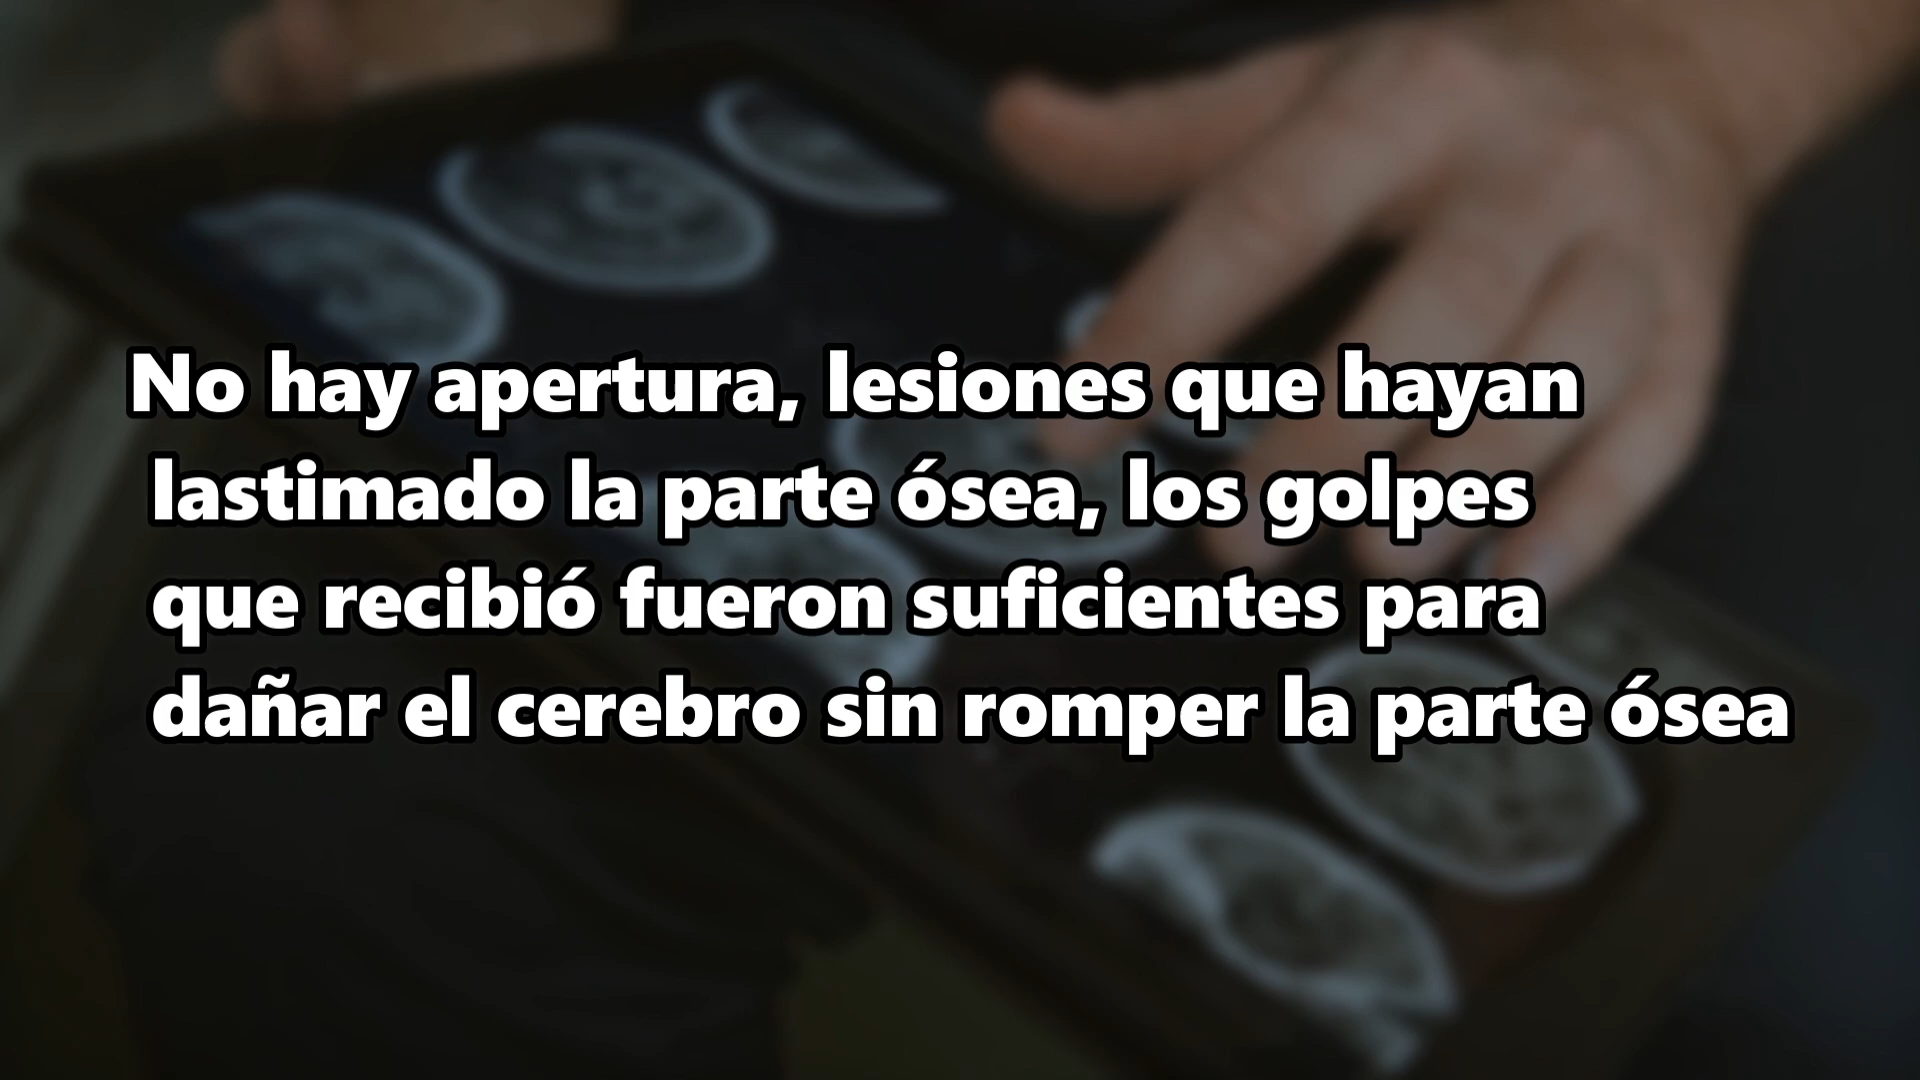 No hay apertura, lesiones que hayan
lastimado la parte ósea, los golpes
que recibió fueron suficientes para
dañar el cerebro sin romper la parte ósea